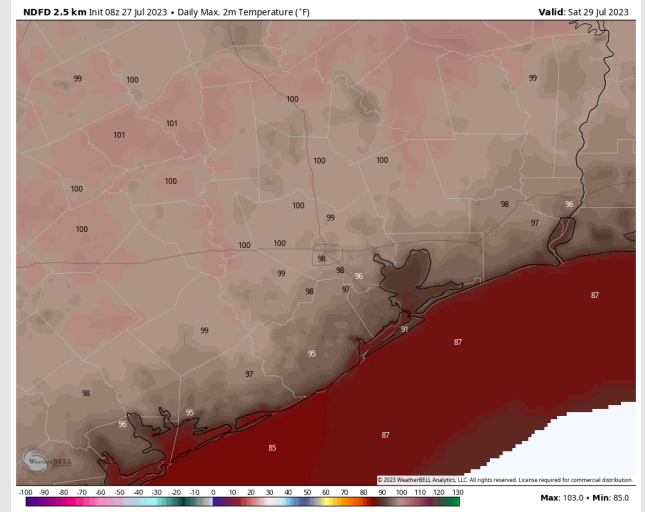 NDFD 2.5 km Init 08z 27 Jul 2023 • Daily Max. 2m Temperature (°F) Valid: Sat 29 Jul 2023
99 100 99
100
101 101
100 100
100 100
100 98 96
99 97
100
100 100
98
99 98 96
98 97 87
99 91
87
95
97
98
96 95
87
85
WeatherBELL
© 2023 WeatherBELL Analytics, LLC. All rights reserved. License required for commercial distribution.
-100 -90 -80 -70 -60 -50 -40 -30 -20 -10 0 10 20 30 40 50 60 70 80 90 100 110 120 130
Max: 103.0 • Min: 85.0